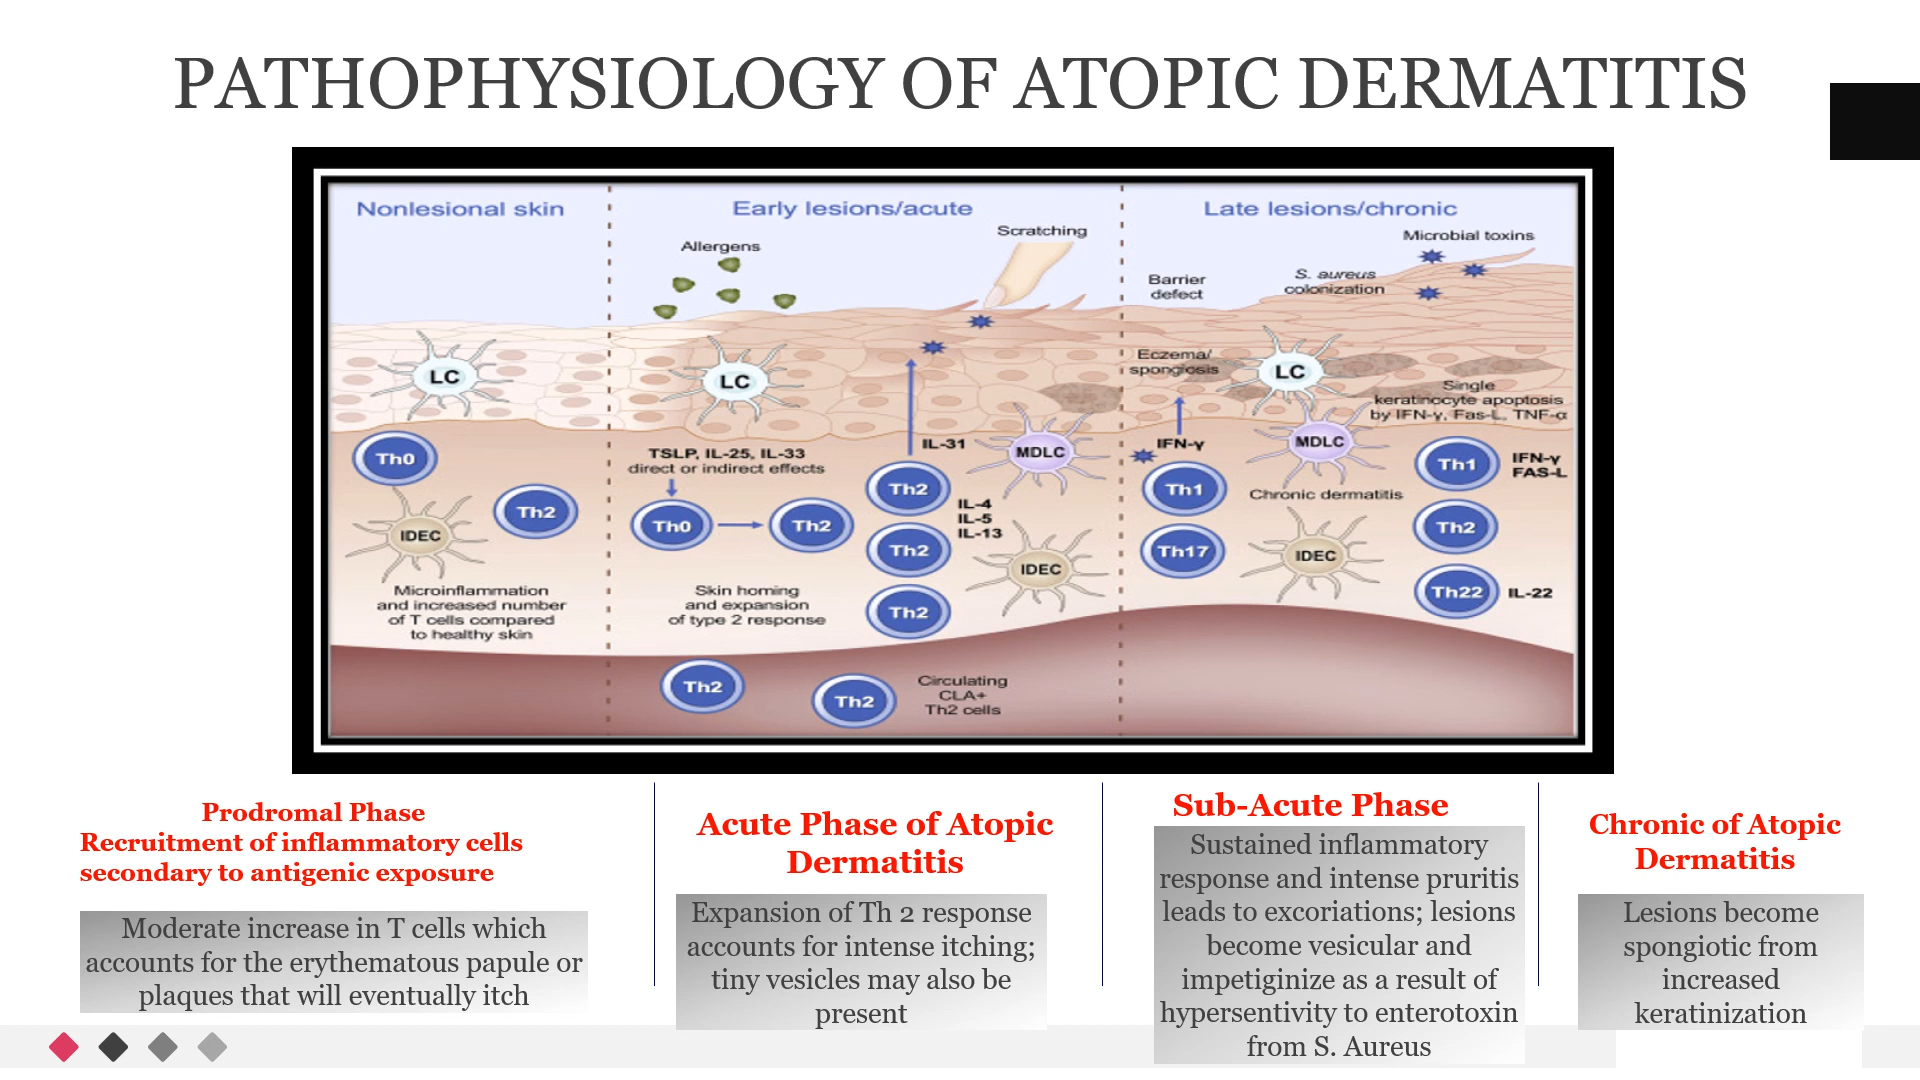 PATHOPHYSIOLOGY OF ATOPIC DERMATITIS
Nonlesional skin
LC
Th0
Th2
IDEC
Microinflammation
and increased number
of T cells compared
to healthy skin
Early lesions/acute
Allergens
Scratching
LC
TSLP, IL-25, IL-33
direct or indirect effects
Th0
Th2
IL-31
MDLC
Th2
IL-4
IL-5
IL-13
Th2
IDEC
Th2
Skin homing
and expansion
of type 2 response
Th2
Th2
Circulating
CLA+
Th2 cells
Late lesions/chronic
Microbial toxins
Barrier
defect
S. aureus
colonization
Eczema/
spongiosis
LC
Single
keratinocyte apoptosis
by IFN-γ, Fas-L, TNF-α
IFN-γ
MDLC
Th1
Th1
IFN-γ
FAS-L
Chronic dermatitis
Th17
IDEC
Th2
Th22
IL-22
Prodromal Phase
Recruitment of inflammatory cells
secondary to antigenic exposure
Moderate increase in T cells which
accounts for the erythematous papule or
plaques that will eventually itch
Acute Phase of Atopic
Dermatitis
Expansion of Th 2 response
accounts for intense itching;
tiny vesicles may also be
present
Sub-Acute Phase
Sustained inflammatory
response and intense pruritis
leads to excoriations; lesions
become vesicular and
impetiginize as a result of
hypersentivity to enterotoxin
from S. Aureus
Chronic of Atopic
Dermatitis
Lesions become
spongiotic from
increased
keratinization